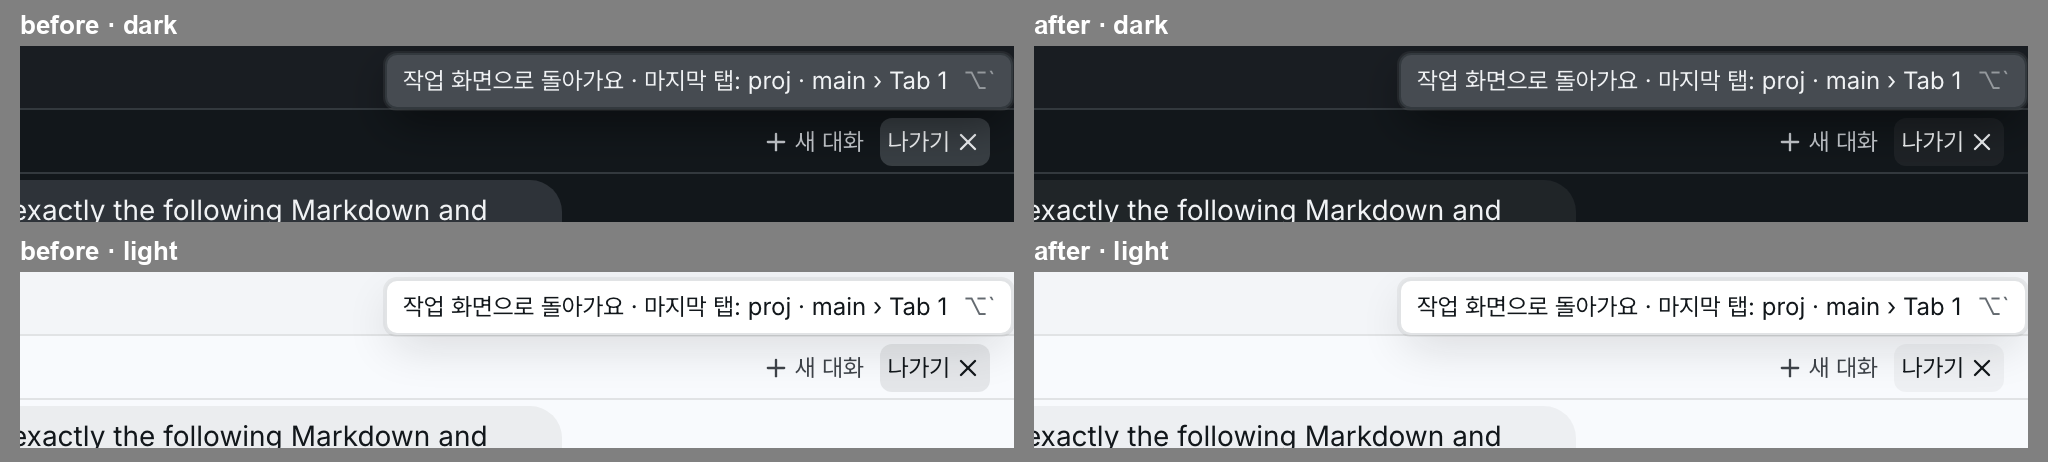 before · dark
작업 화면으로 돌아가요 · 마지막 탭: proj · main › Tab 1 ⌥`
+ 새 대화 나가기 ×
exactly the following Markdown and
after · dark
작업 화면으로 돌아가요 · 마지막 탭: proj · main › Tab 1 ⌥`
+ 새 대화 나가기 ×
exactly the following Markdown and
before · light
작업 화면으로 돌아가요 · 마지막 탭: proj · main › Tab 1 ⌥`
+ 새 대화 나가기 ×
exactly the following Markdown and
after · light
작업 화면으로 돌아가요 · 마지막 탭: proj · main › Tab 1 ⌥`
+ 새 대화 나가기 ×
exactly the following Markdown and